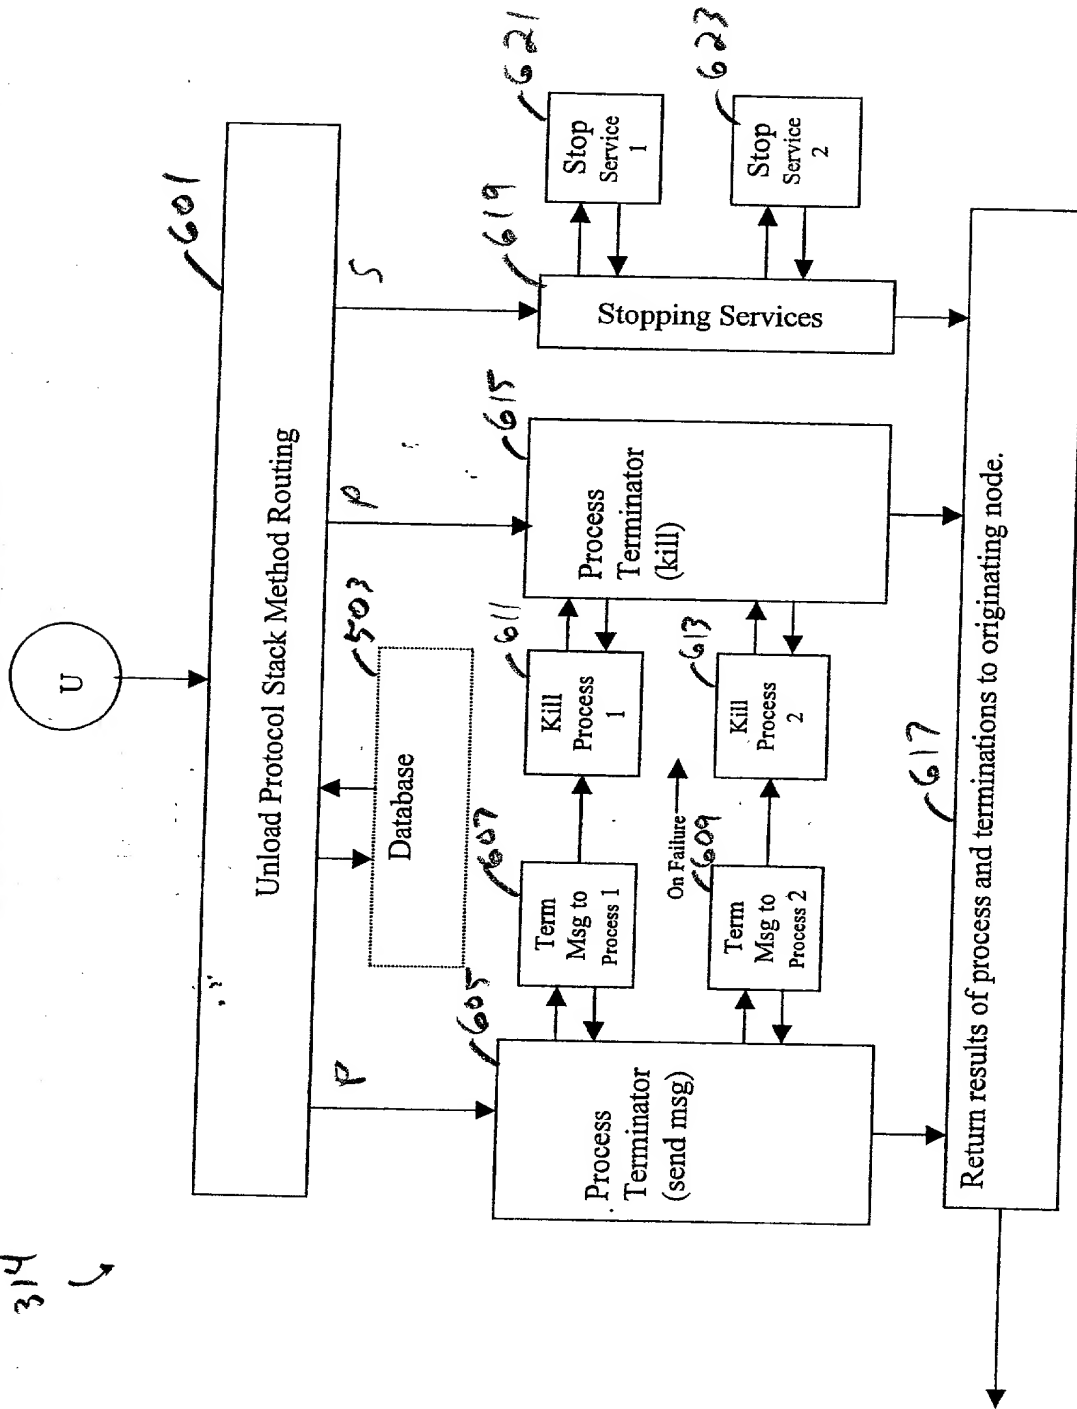 314
U
601
Unload Protocol Stack Method Routing
503
Database
P
P
S
605
Process
Terminator
(send msg)
607
Term
Msg to
Process 1
611
Kill
Process
1
615
Process
Terminator
(kill)
619
Stopping Services
621
Stop
Service
1
On Failure
609
Term
Msg to
Process 2
613
Kill
Process
2
623
Stop
Service
2
617
Return results of process and terminations to originating node.